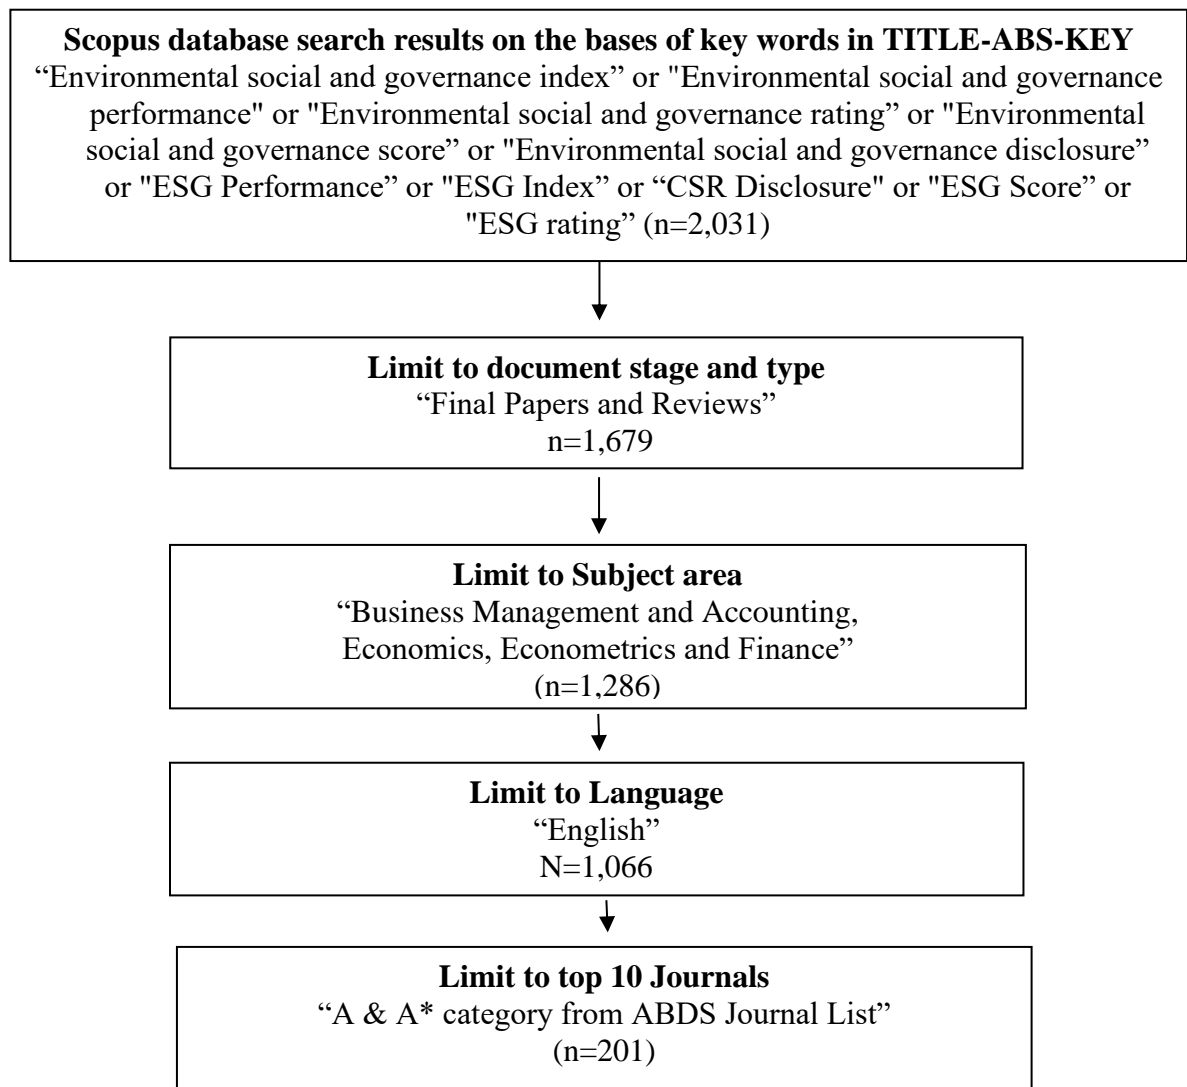 Scopus database search results on the bases of key words in TITLE-ABS-KEY
“Environmental social and governance index” or "Environmental social and governance
performance" or "Environmental social and governance rating” or "Environmental
social and governance score” or "Environmental social and governance disclosure”
or "ESG Performance” or "ESG Index” or “CSR Disclosure" or "ESG Score” or
"ESG rating” (n=2,031)
Limit to document stage and type
“Final Papers and Reviews”
n=1,679
Limit to Subject area
“Business Management and Accounting,
Economics, Econometrics and Finance”
(n=1,286)
Limit to Language
“English”
N=1,066
Limit to top 10 Journals
“A & A* category from ABDS Journal List”
(n=201)